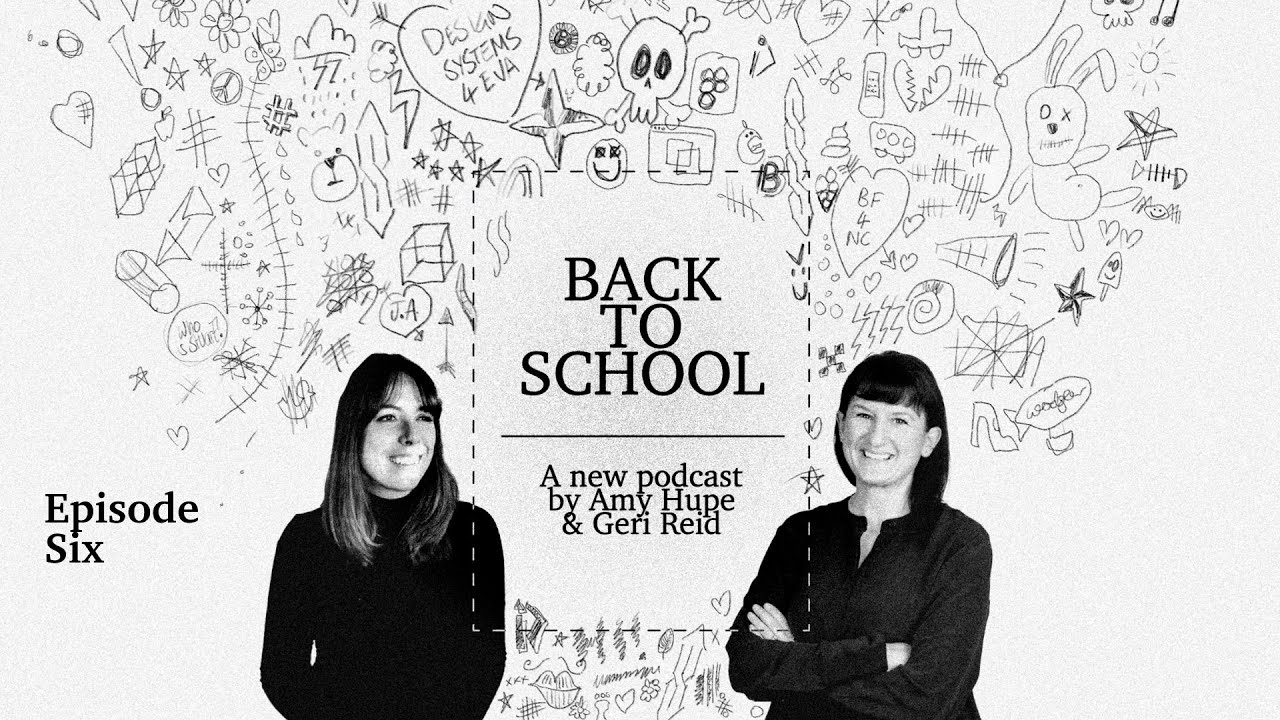 DESIGN
SYSTEMS
4 EVA
B
BF
4
NC
J.A
BACK
TO
SCHOOL
A new podcast
by Amy Hupe
& Geri Reid
Episode
Six